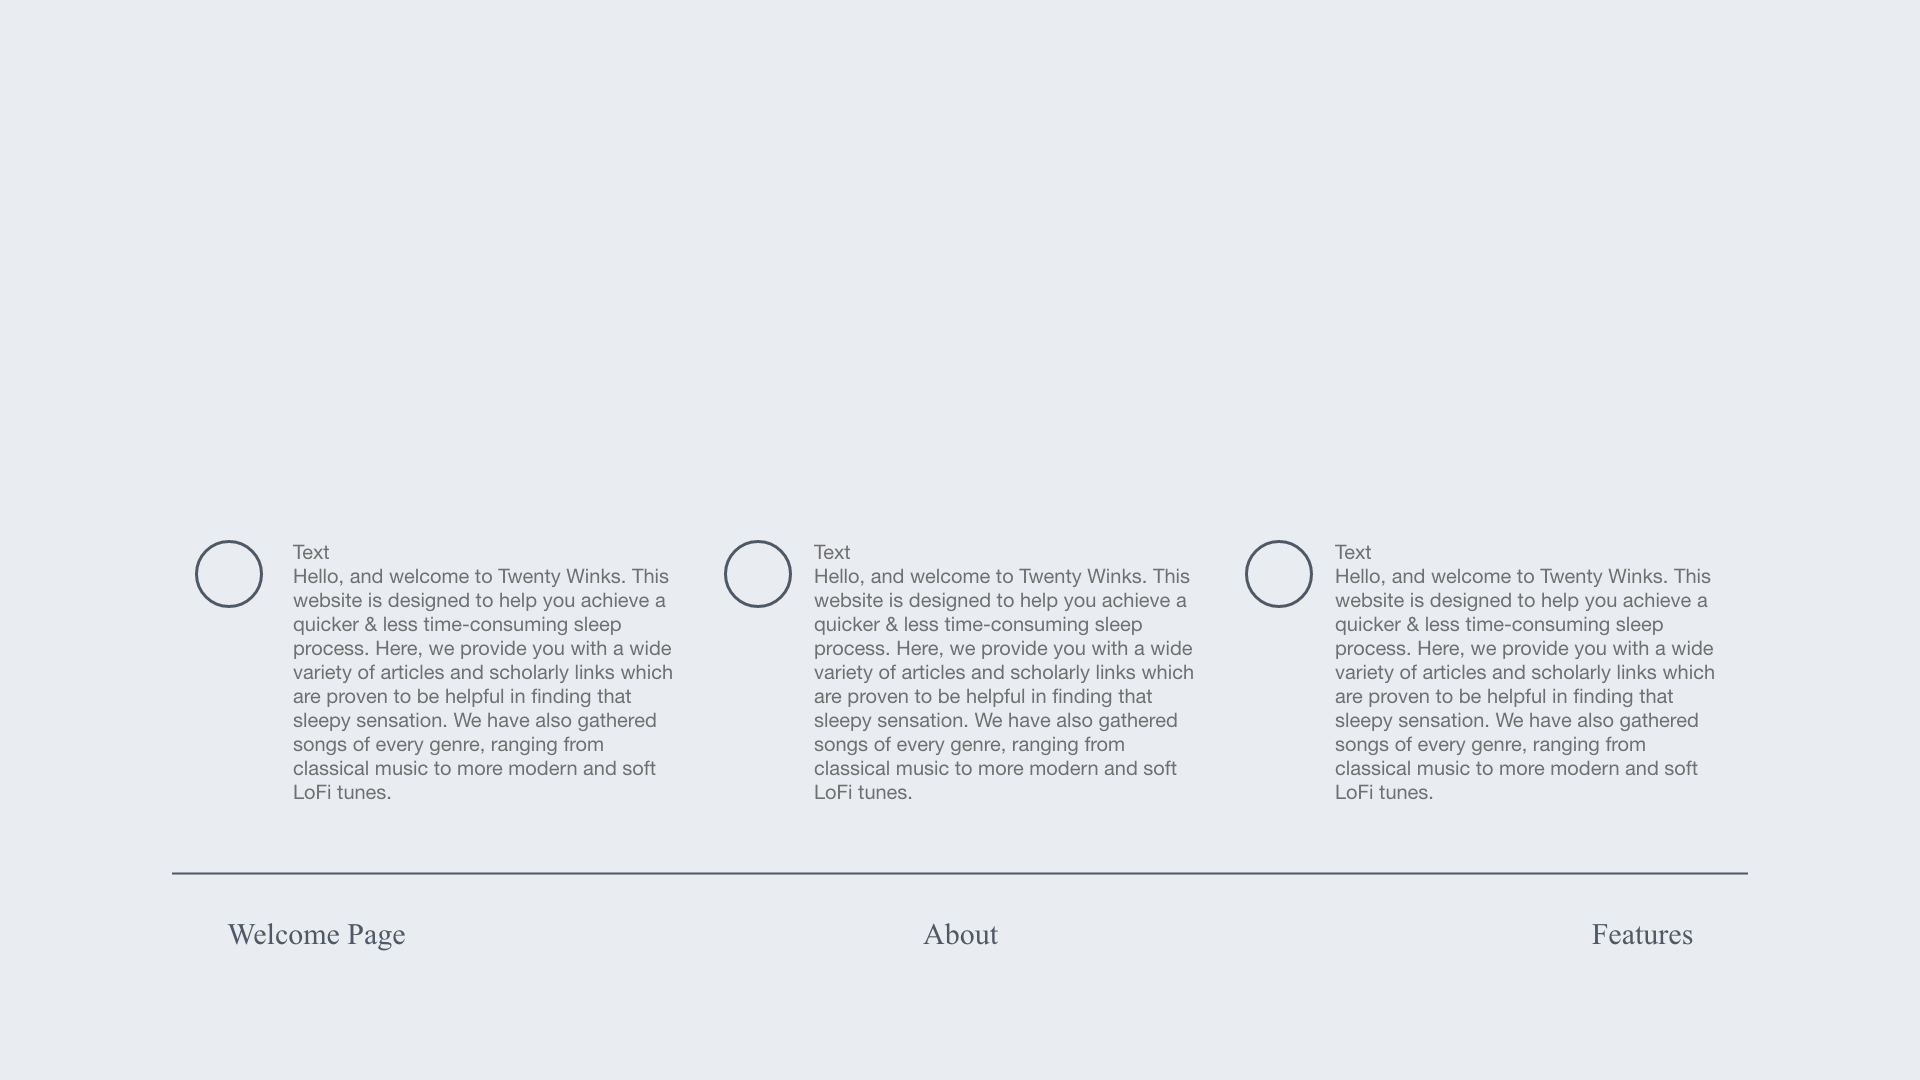 Text
Hello, and welcome to Twenty Winks. This
website is designed to help you achieve a
quicker & less time-consuming sleep
process. Here, we provide you with a wide
variety of articles and scholarly links which
are proven to be helpful in finding that
sleepy sensation. We have also gathered
songs of every genre, ranging from
classical music to more modern and soft
LoFi tunes.
Text
Hello, and welcome to Twenty Winks. This
website is designed to help you achieve a
quicker & less time-consuming sleep
process. Here, we provide you with a wide
variety of articles and scholarly links which
are proven to be helpful in finding that
sleepy sensation. We have also gathered
songs of every genre, ranging from
classical music to more modern and soft
LoFi tunes.
Text
Hello, and welcome to Twenty Winks. This
website is designed to help you achieve a
quicker & less time-consuming sleep
process. Here, we provide you with a wide
variety of articles and scholarly links which
are proven to be helpful in finding that
sleepy sensation. We have also gathered
songs of every genre, ranging from
classical music to more modern and soft
LoFi tunes.
Welcome Page
About
Features